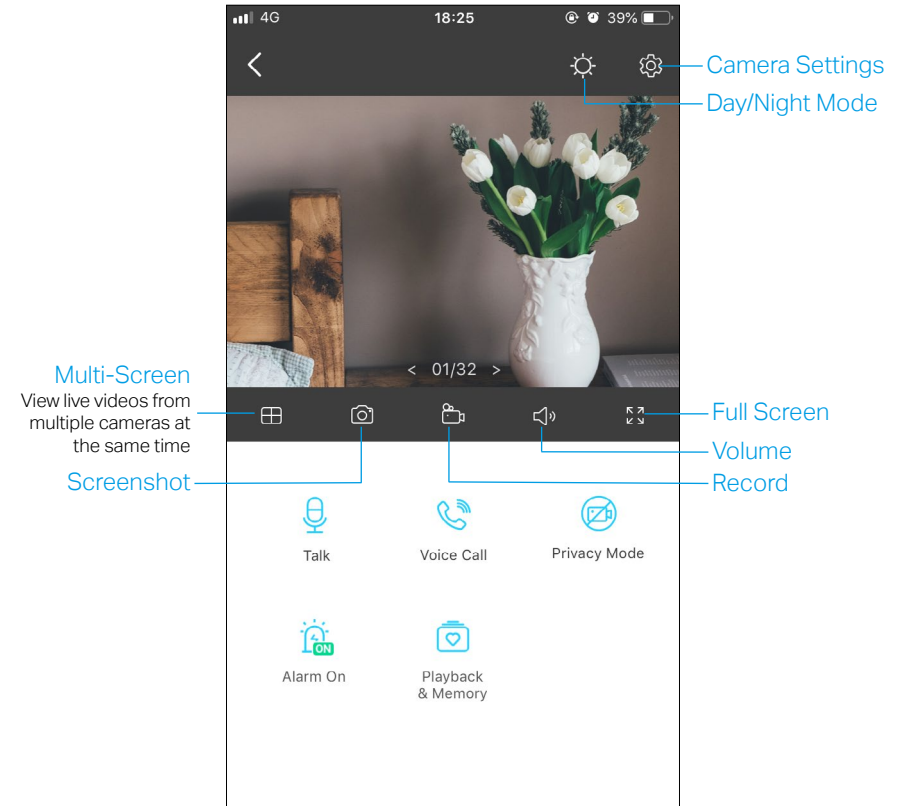 4G
18:25
39%
Camera Settings
Day/Night Mode
< 01/32 >
Multi-Screen
View live videos from
multiple cameras at
the same time
Screenshot
Full Screen
Volume
Record
Talk
Voice Call
Privacy Mode
ON
Alarm On
Playback
& Memory